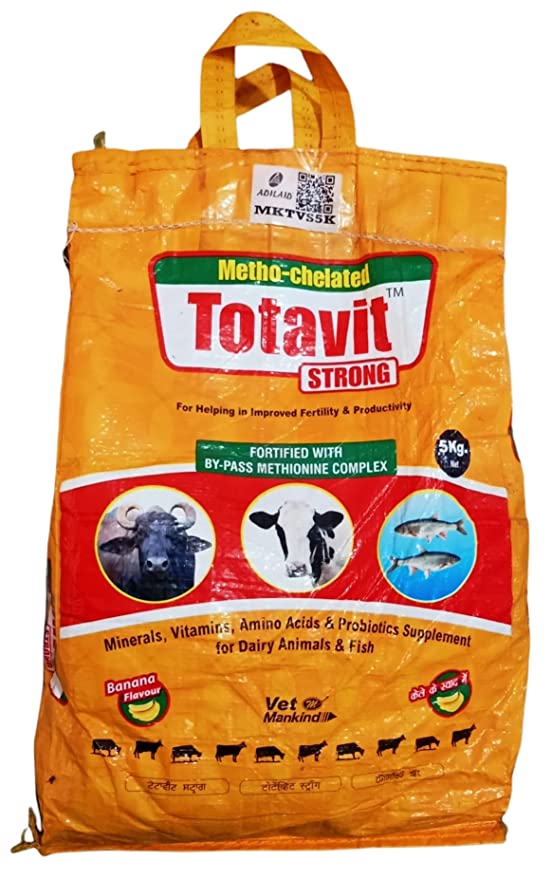 ADILAID
MKTVS5K
Metho-chelated
Totavit™
STRONG
For Helping in Improved Fertility & Productivity
FORTIFIED WITH
BY-PASS METHIONINE COMPLEX
5Kg.
Net
Minerals, Vitamins, Amino Acids & Probiotics Supplement
for Dairy Animals & Fish
Banana
Flavour
केले के स्वाद में
Vet
Mankind
टोटॅव्हिट स्ट्राँग